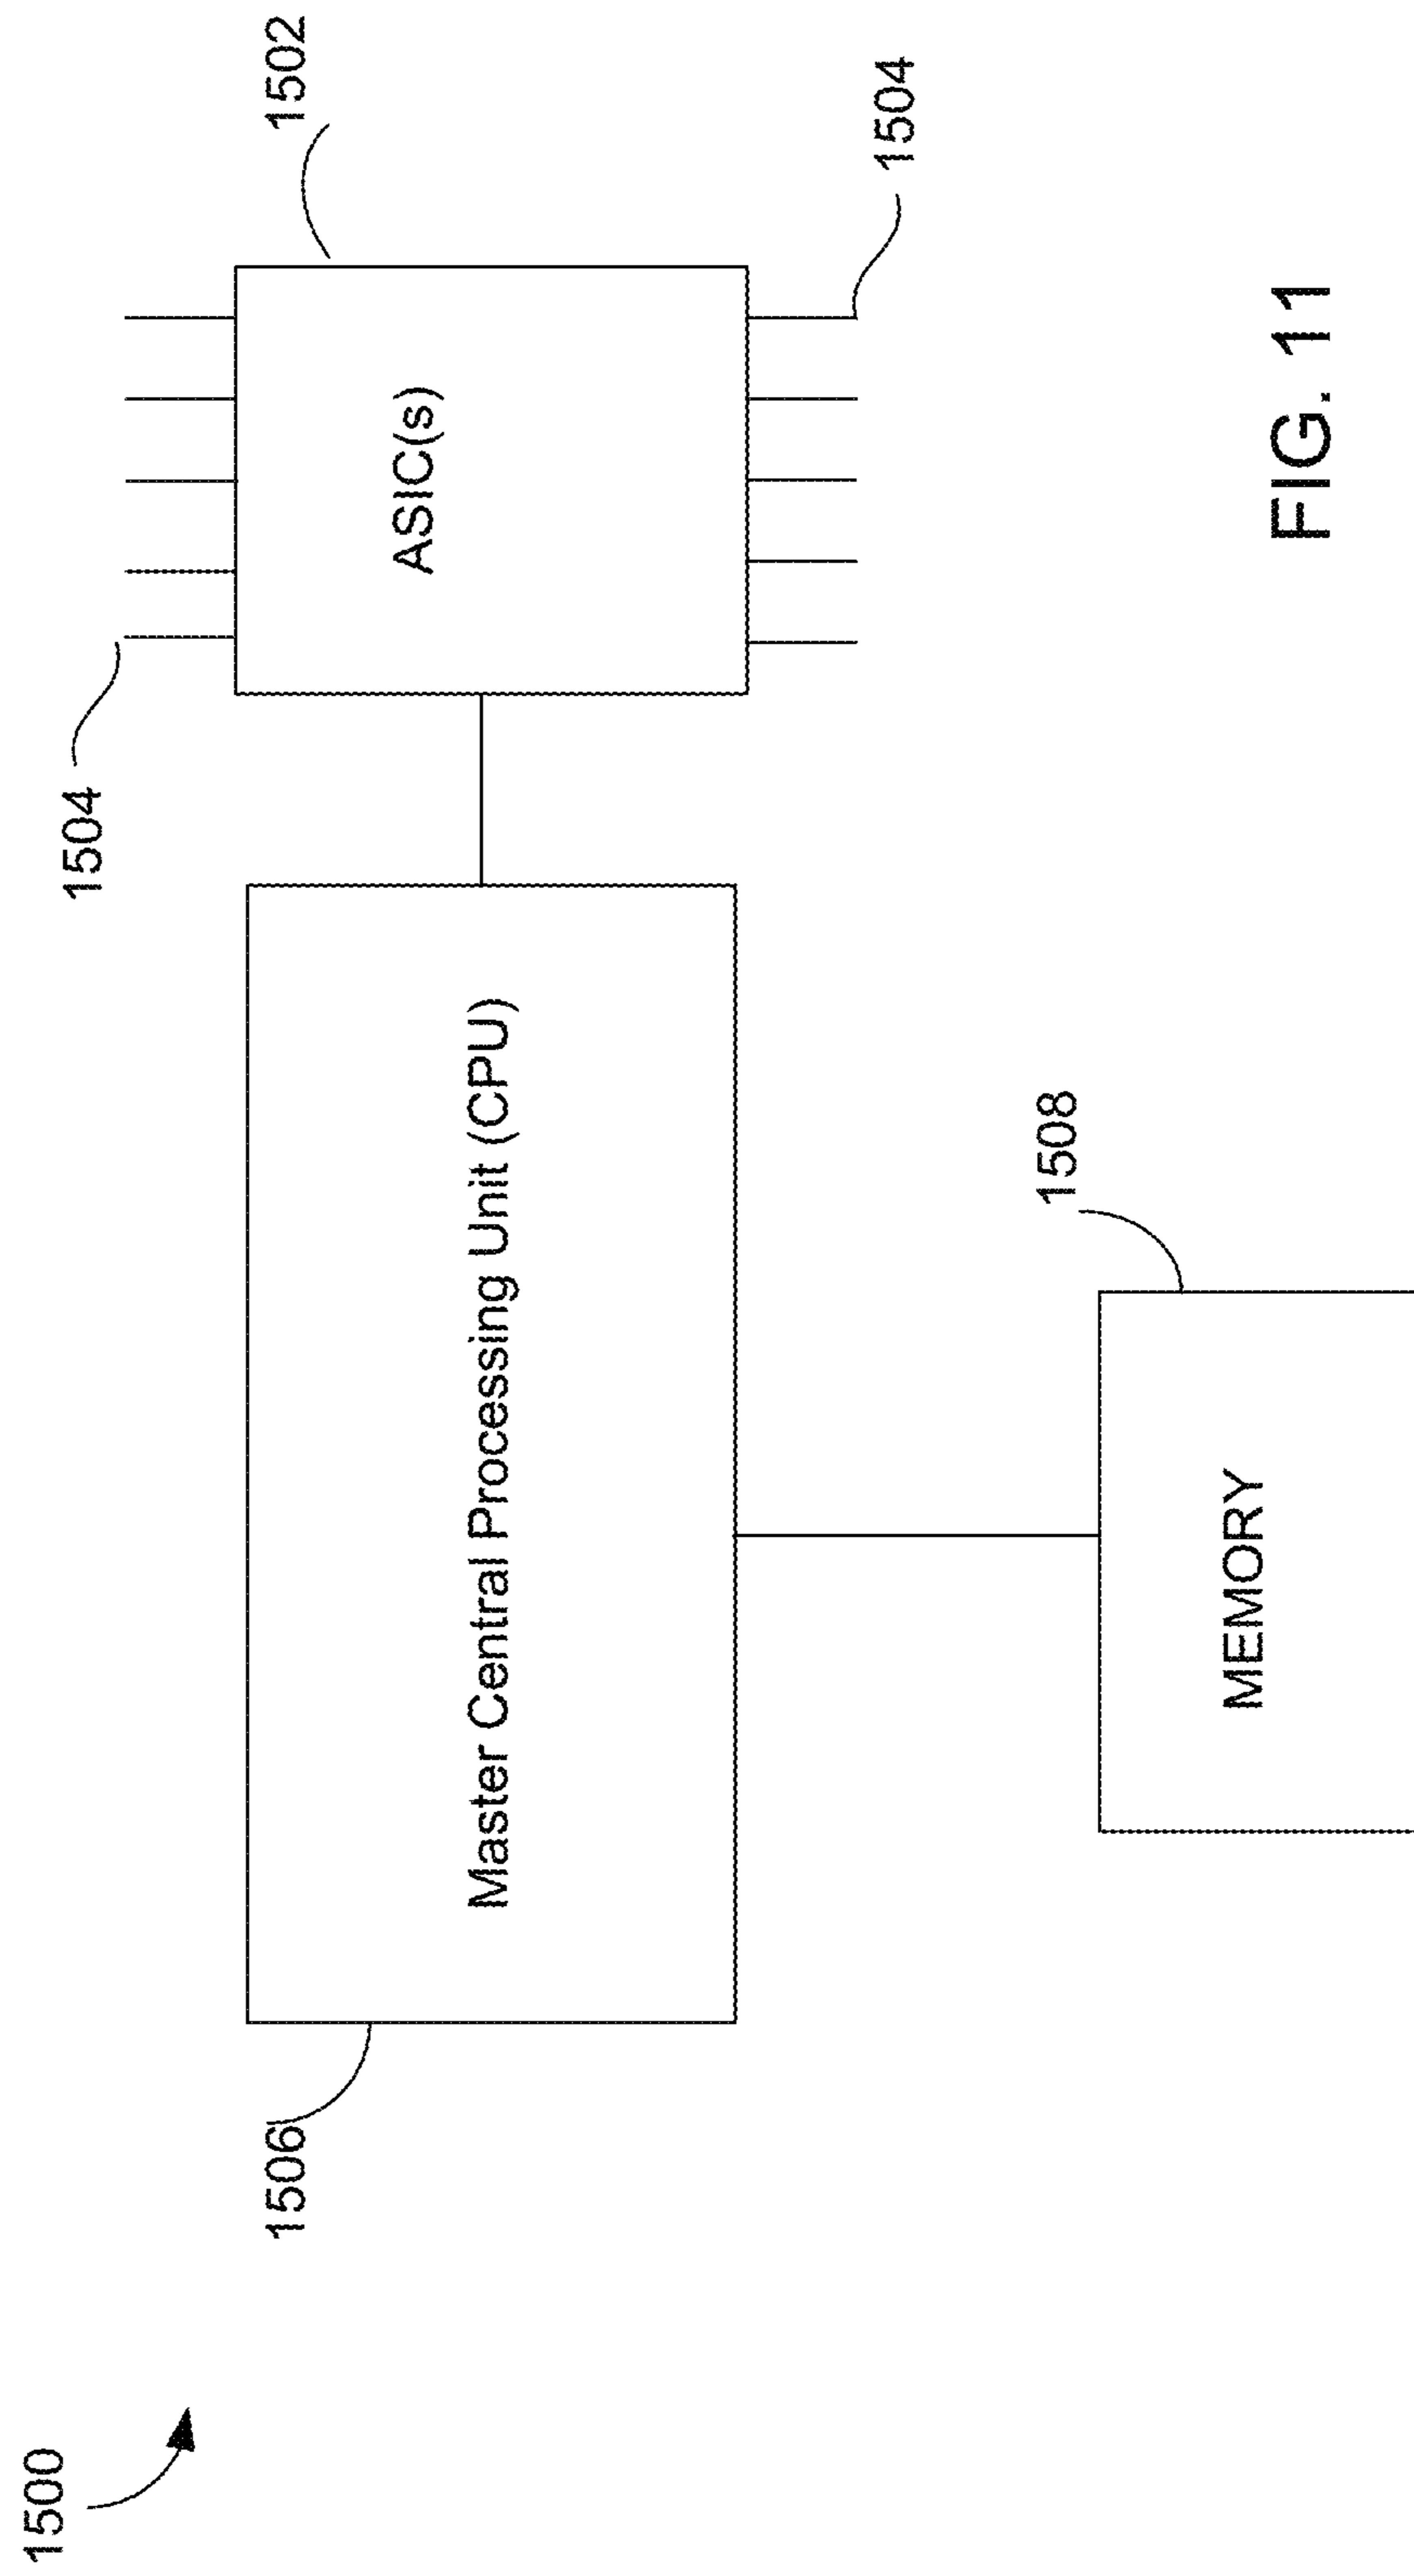 1500
1504
1502
1506
Master Central Processing Unit (CPU)
ASIC(s)
1504
1508
MEMORY
FIG. 11